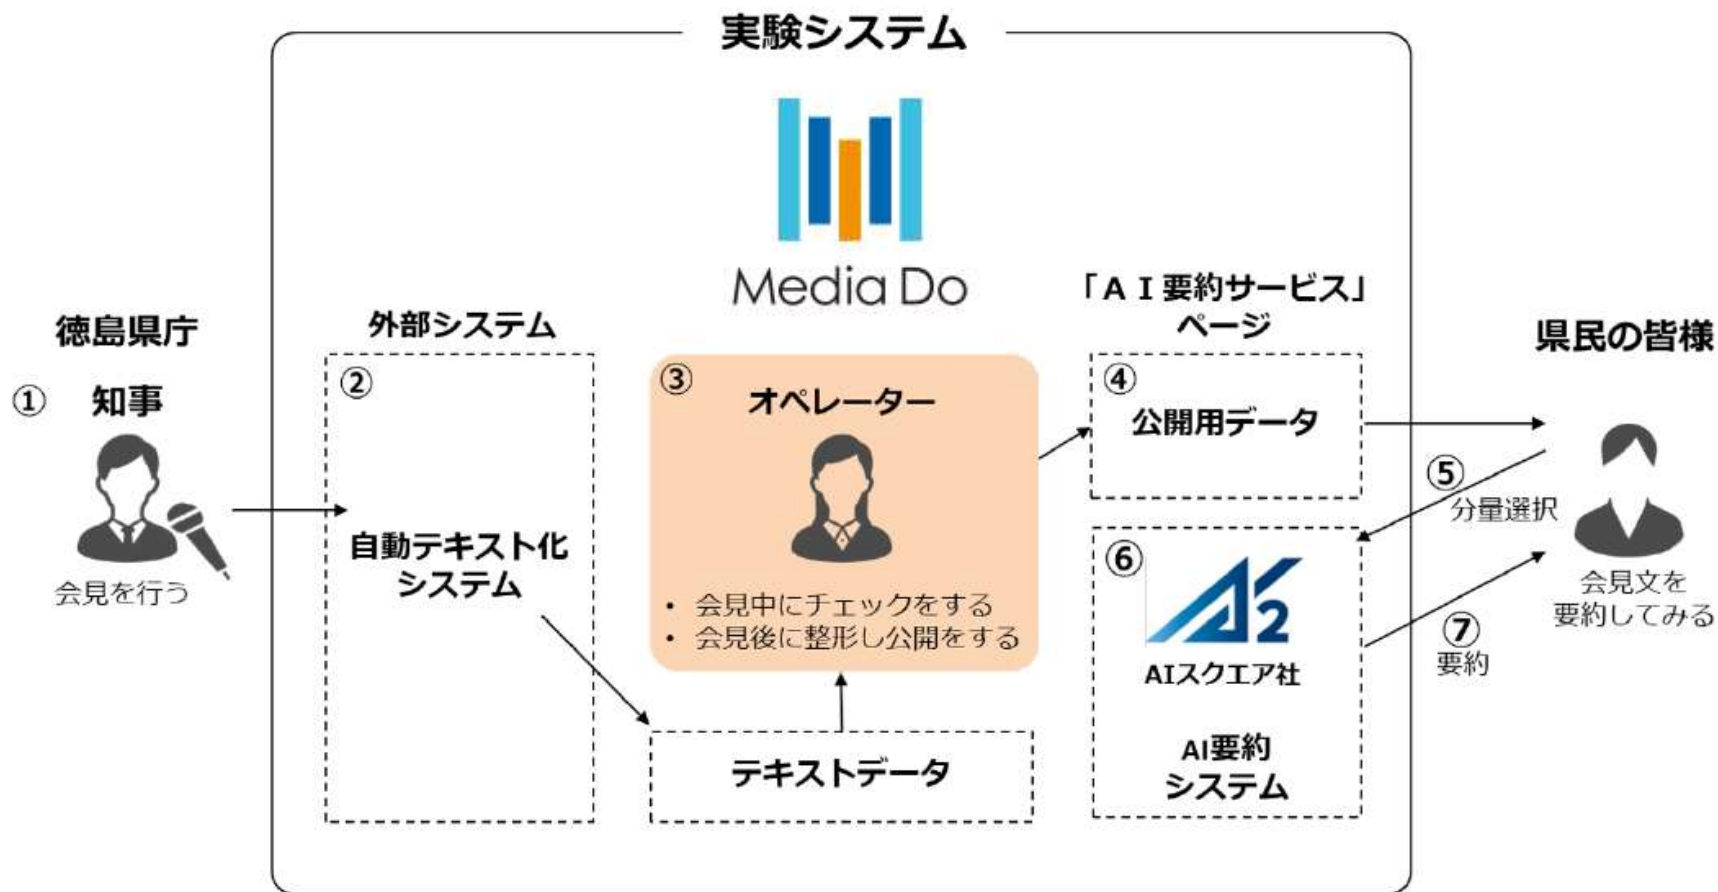 実験システム
Media Do
徳島県庁
① 知事
会見を行う
外部システム
②
自動テキスト化
システム
③
オペレーター
• 会見中にチェックをする
• 会見後に整形し公開をする
テキストデータ
「ＡＩ要約サービス」
ページ
④
公開用データ
⑤
分量選択
⑥
AI2
AIスクエア社
AI要約
システム
⑦
要約
県民の皆様
会見文を
要約してみる